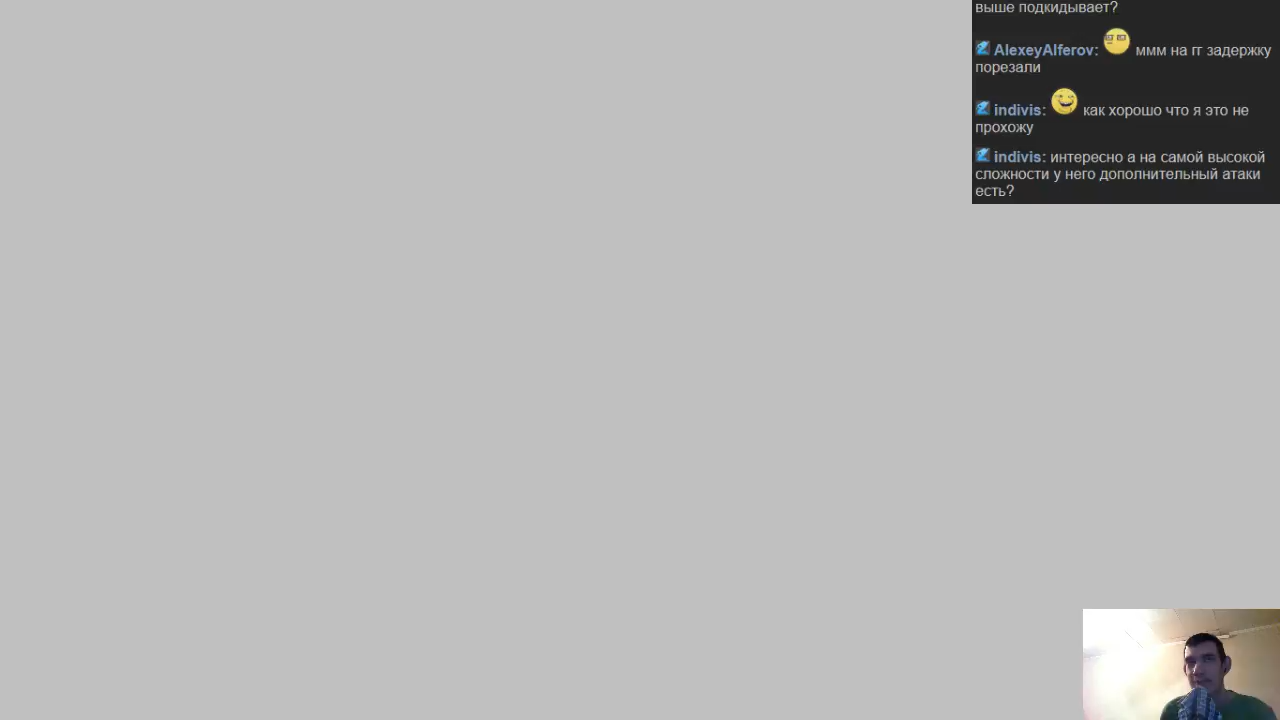 выше подкидывает?
AlexeyAlferov: ммм на гг задержку
порезали
indivis: как хорошо что я это не
прохожу
indivis: интересно а на самой высокой
сложности у него дополнительный атаки
есть?